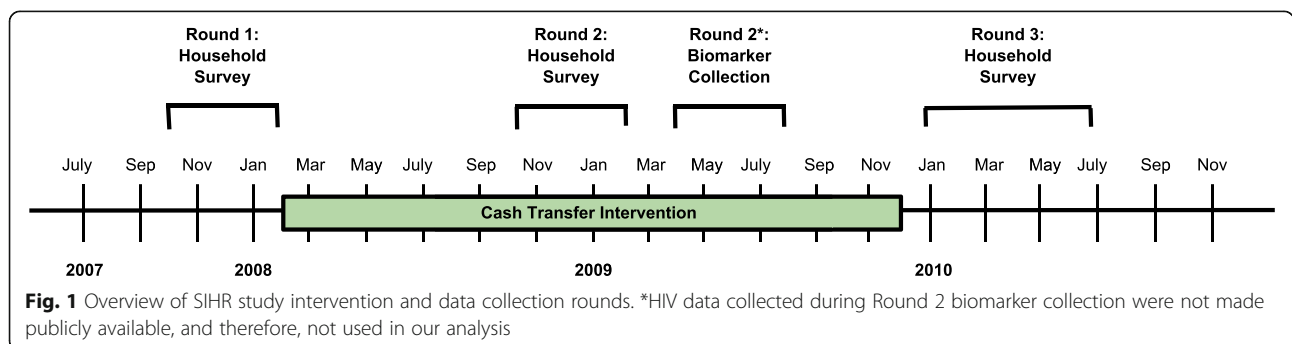 Round 1:
Household
Survey
Round 2:
Household
Survey
Round 2*:
Biomarker
Collection
Round 3:
Household
Survey
July Sep Nov Jan Mar May July Sep Nov Jan Mar May July Sep Nov Jan Mar May July Sep Nov
Cash Transfer Intervention
2007 2008 2009 2010
Fig. 1 Overview of SIHR study intervention and data collection rounds. *HIV data collected during Round 2 biomarker collection were not made
publicly available, and therefore, not used in our analysis